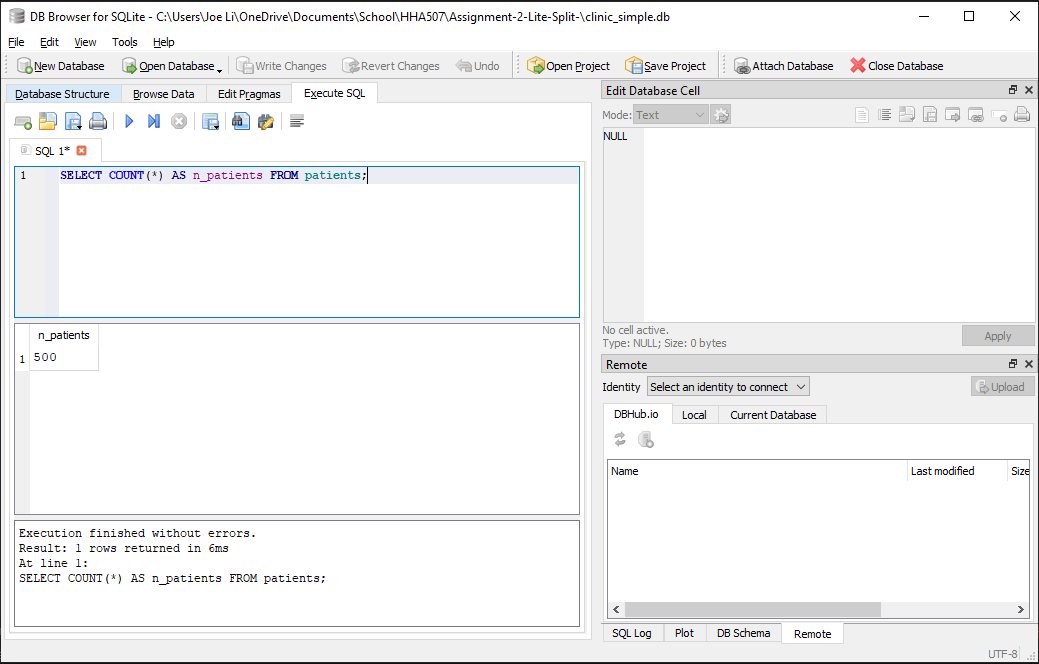 DB Browser for SQLite - C:\Users\Joe Li\OneDrive\Documents\School\HHA507\Assignment-2-Lite-Split-\clinic_simple.db
File Edit View Tools Help
New Database Open Database Write Changes Revert Changes Undo Open Project Save Project Attach Database Close Database
Database Structure Browse Data Edit Pragmas Execute SQL
SQL 1*
1 SELECT COUNT(*) AS n_patients FROM patients;
n_patients
1 500
Execution finished without errors.
Result: 1 rows returned in 6ms
At line 1:
SELECT COUNT(*) AS n_patients FROM patients;
Edit Database Cell
Mode: Text
NULL
No cell active.
Type: NULL; Size: 0 bytes
Apply
Remote
Identity Select an identity to connect Upload
DBHub.io Local Current Database
Name Last modified Size
SQL Log Plot DB Schema Remote
UTF-8